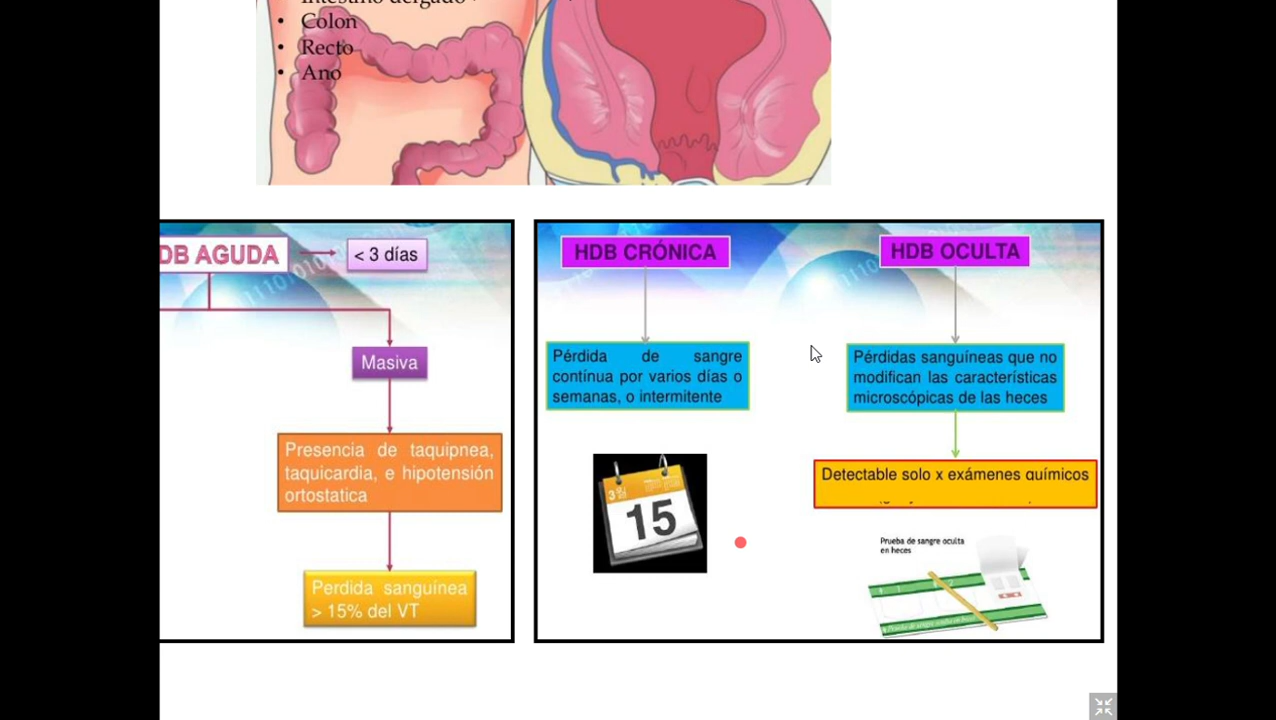 • Colon
• Recto
• Ano
DB AGUDA
< 3 días
Masiva
Presencia de taquipnea,
taquicardia, e hipotensión
ortostatica
Perdida sanguínea
> 15% del VT
HDB CRÓNICA
Pérdida de sangre
contínua por varios días o
semanas, o intermitente
15
HDB OCULTA
Pérdidas sanguíneas que no
modifican las características
microscópicas de las heces
Detectable solo x exámenes químicos
Prueba de sangre oculta
en heces